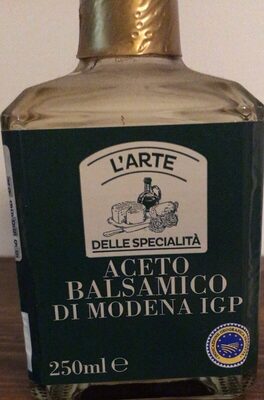 L'ARTE
DELLE SPECIALITÀ
ACETO
BALSAMICO
DI MODENA IGP
250ml e